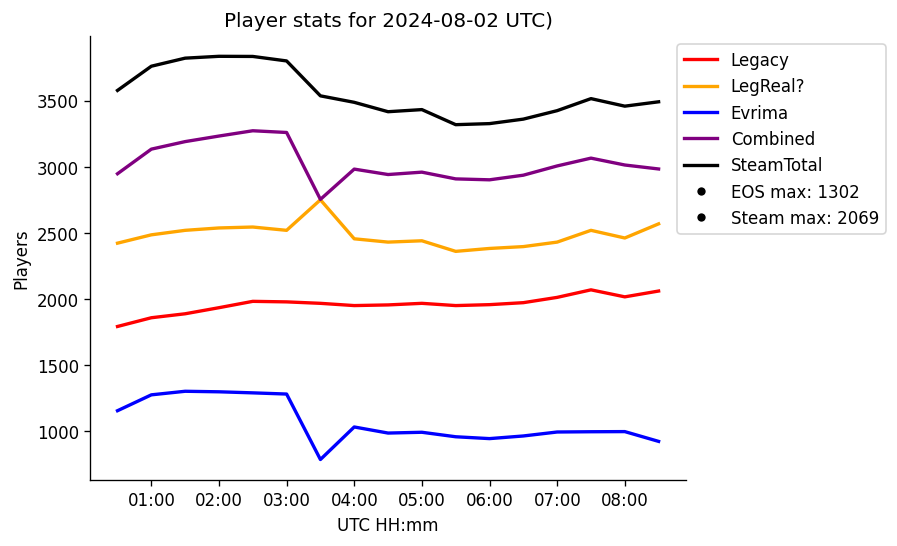 Player stats for 2024-08-02 UTC)
Legacy
LegReal?
Evrima
Combined
SteamTotal
EOS max: 1302
Steam max: 2069
Players
3500
3000
2500
2000
1500
1000
01:00 02:00 03:00 04:00 05:00 06:00 07:00 08:00
UTC HH:mm